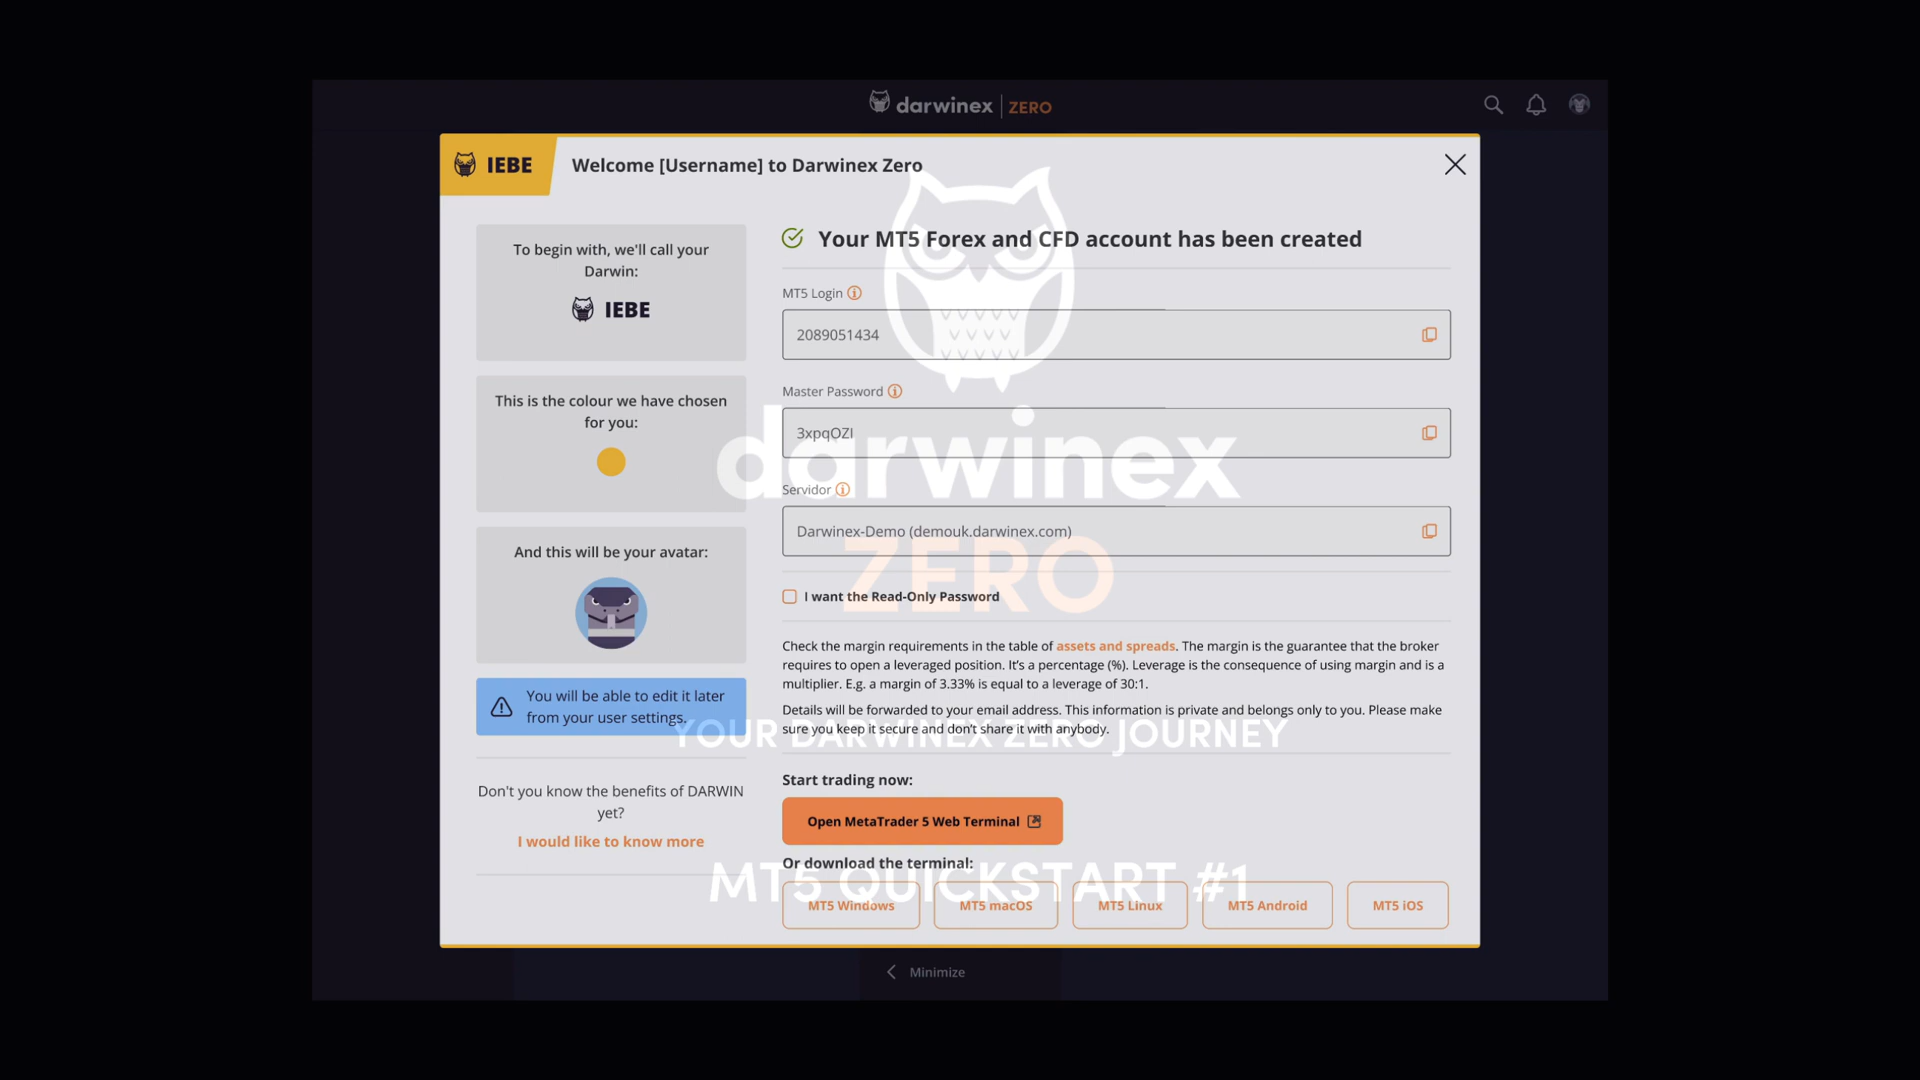 darwinex | ZERO
IEBE
Welcome [Username] to Darwinex Zero
To begin with, we'll call your
Darwin:
IEBE
This is the colour we have chosen
for you:
And this will be your avatar:
You will be able to edit it later
from your user settings.
Don't you know the benefits of DARWIN
yet?
I would like to know more
Your MT5 Forex and CFD account has been created
MT5 Login
2089051434
Master Password
3xpqOZI
Servidor
Darwinex-Demo (demouk.darwinex.com)
I want the Read-Only Password
Check the margin requirements in the table of assets and spreads. The margin is the guarantee that the broker
requires to open a leveraged position. It's a percentage (%). Leverage is the consequence of using margin and is a
multiplier. E.g. a margin of 3.33% is equal to a leverage of 30:1.
Details will be forwarded to your email address. This information is private and belongs only to you. Please make
sure you keep it secure and don't share it with anybody.
Start trading now:
Open MetaTrader 5 Web Terminal
Or download the terminal:
MT5 Windows
MT5 macOS
MT5 Linux
MT5 Android
MT5 iOS
Minimize
darwinex
ZERO
YOUR DARWINEX ZERO JOURNEY
MT5 QUICKSTART #1